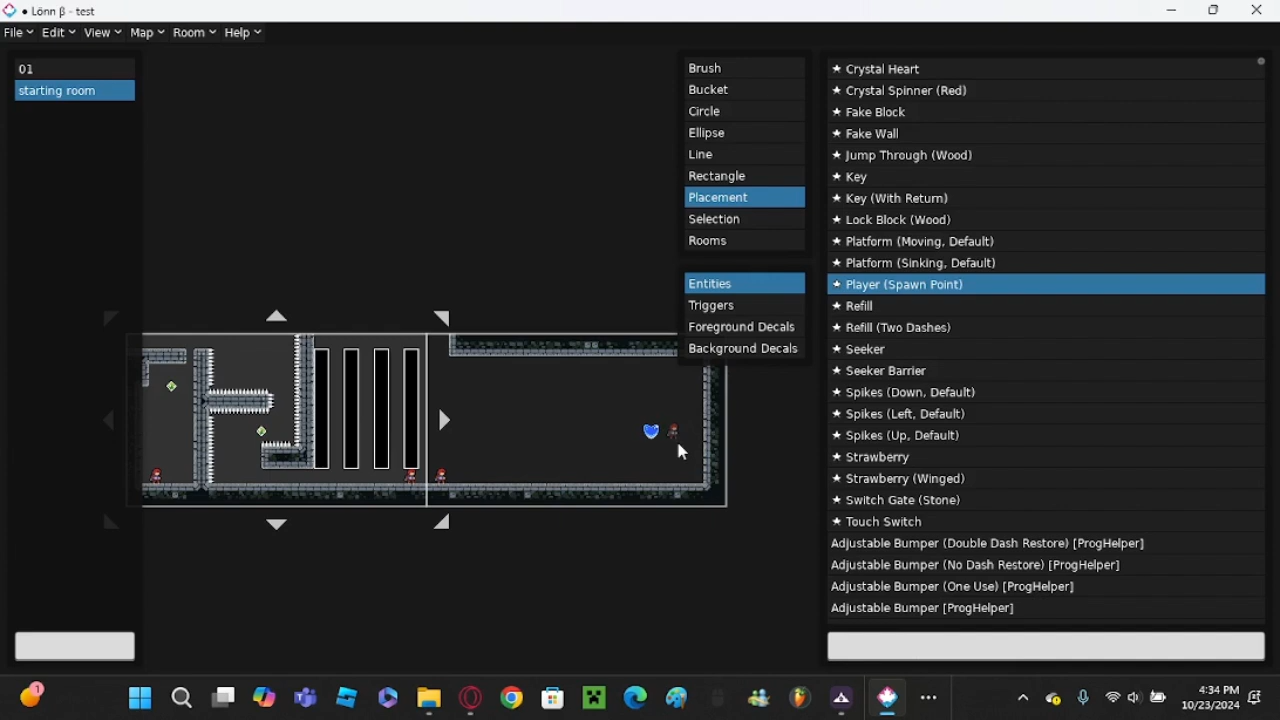 • Lönn β - test
File Edit View Map Room Help
01
starting room
Brush
Bucket
Circle
Ellipse
Line
Rectangle
Placement
Selection
Rooms
Entities
Triggers
Foreground Decals
Background Decals
★ Crystal Heart
★ Crystal Spinner (Red)
★ Fake Block
★ Fake Wall
★ Jump Through (Wood)
★ Key
★ Key (With Return)
★ Lock Block (Wood)
★ Platform (Moving, Default)
★ Platform (Sinking, Default)
★ Player (Spawn Point)
★ Refill
★ Refill (Two Dashes)
★ Seeker
★ Seeker Barrier
★ Spikes (Down, Default)
★ Spikes (Left, Default)
★ Spikes (Up, Default)
★ Strawberry
★ Strawberry (Winged)
★ Switch Gate (Stone)
★ Touch Switch
Adjustable Bumper (Double Dash Restore) [ProgHelper]
Adjustable Bumper (No Dash Restore) [ProgHelper]
Adjustable Bumper (One Use) [ProgHelper]
Adjustable Bumper [ProgHelper]
1
4:34 PM
10/23/2024